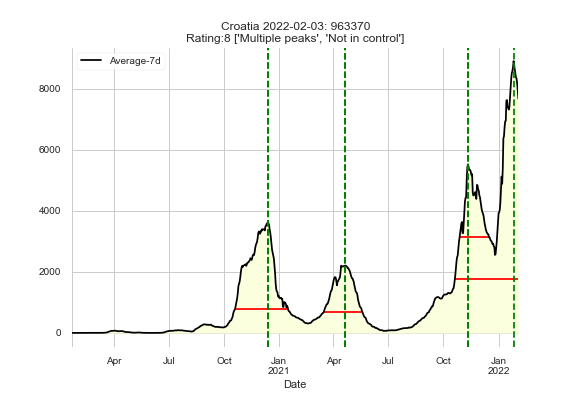 Croatia 2022-02-03: 963370
Rating:8 ['Multiple peaks', 'Not in control']
Average-7d
8000
6000
4000
2000
0
Apr
Jul
Oct
Jan
2021
Apr
Jul
Oct
Jan
2022
Date